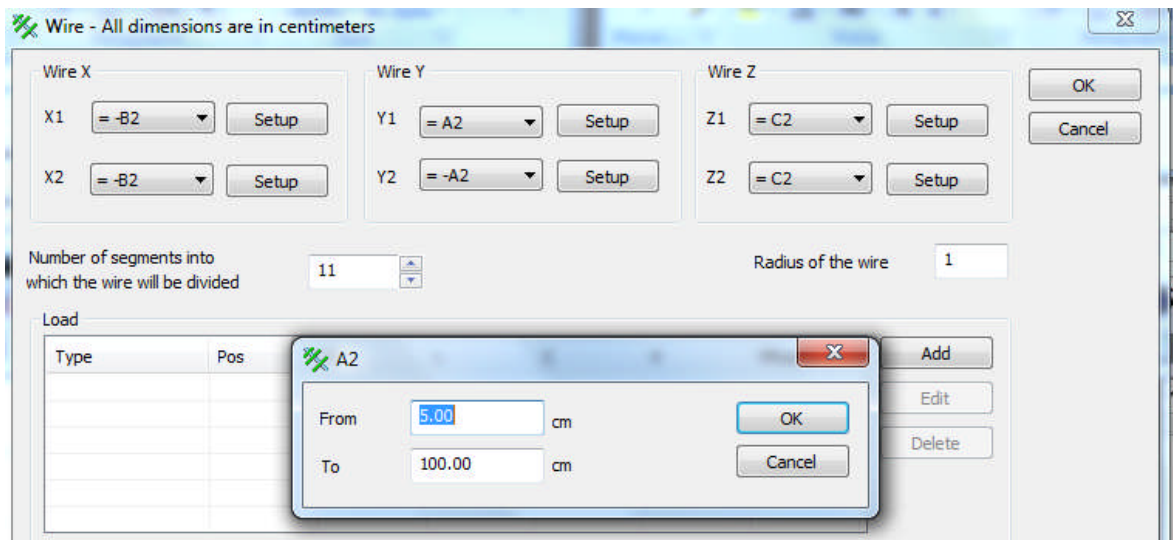 Wire - All dimensions are in centimeters
Wire X Wire Y Wire Z
OK
X1 = -B2 Setup Y1 = A2 Setup Z1 = C2 Setup
Cancel
X2 = -B2 Setup Y2 = -A2 Setup Z2 = C2 Setup
Number of segments into
which the wire will be divided 11 Radius of the wire 1
Load
Type Pos Add
A2
Edit
From 5.00 cm OK
Delete
To 100.00 cm Cancel